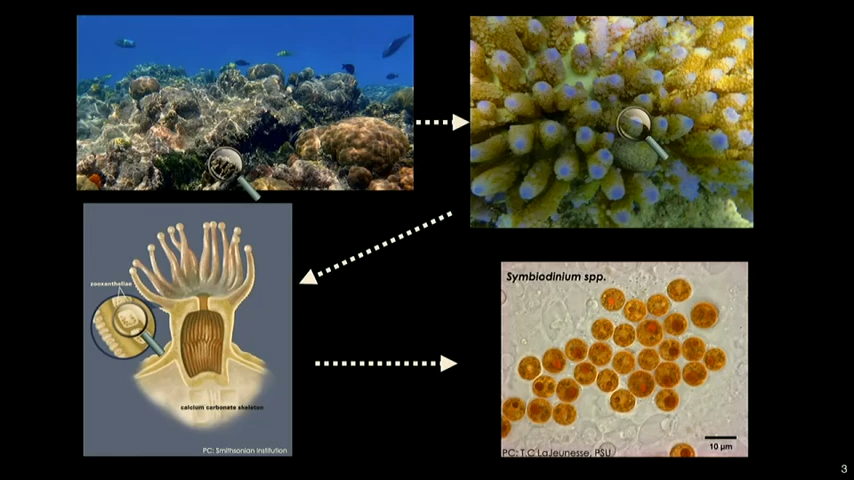 Symbiodinium spp.
zooxanthellae
calcium carbonate skeleton
PC: Smithsonian Institution
10 µm
PC: T C LaJeunesse, PSU
3